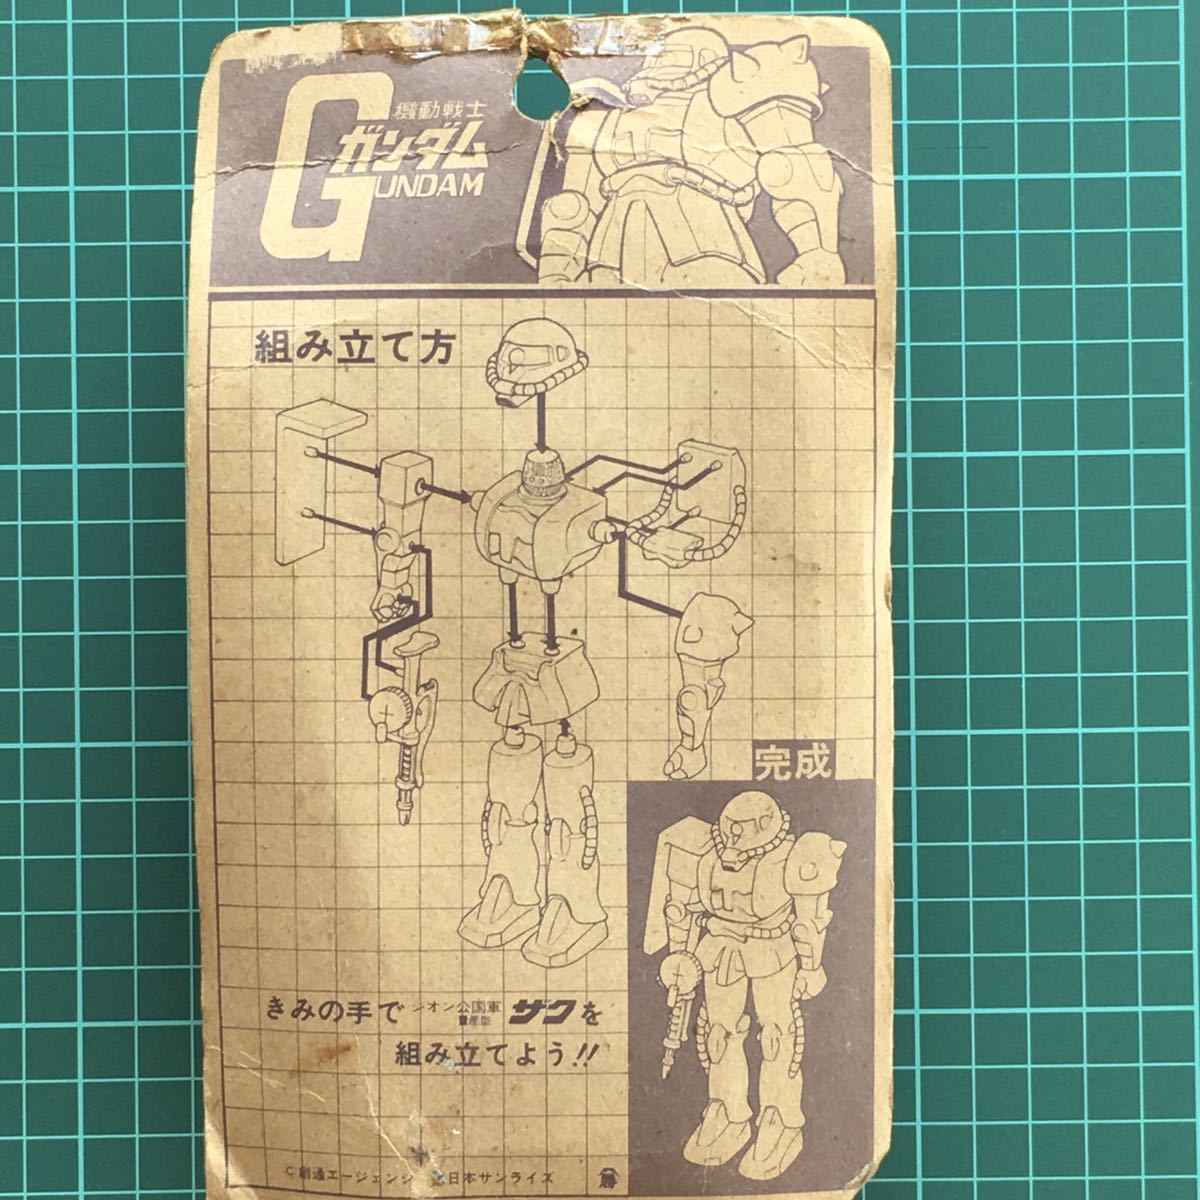 機動戦士
ガンダム
GUNDAM
組み立て方
完成
きみの手で ジオン公国軍 量産型 ザクを
組み立てよう!!
©創通エージェンシー 日本サンライズ